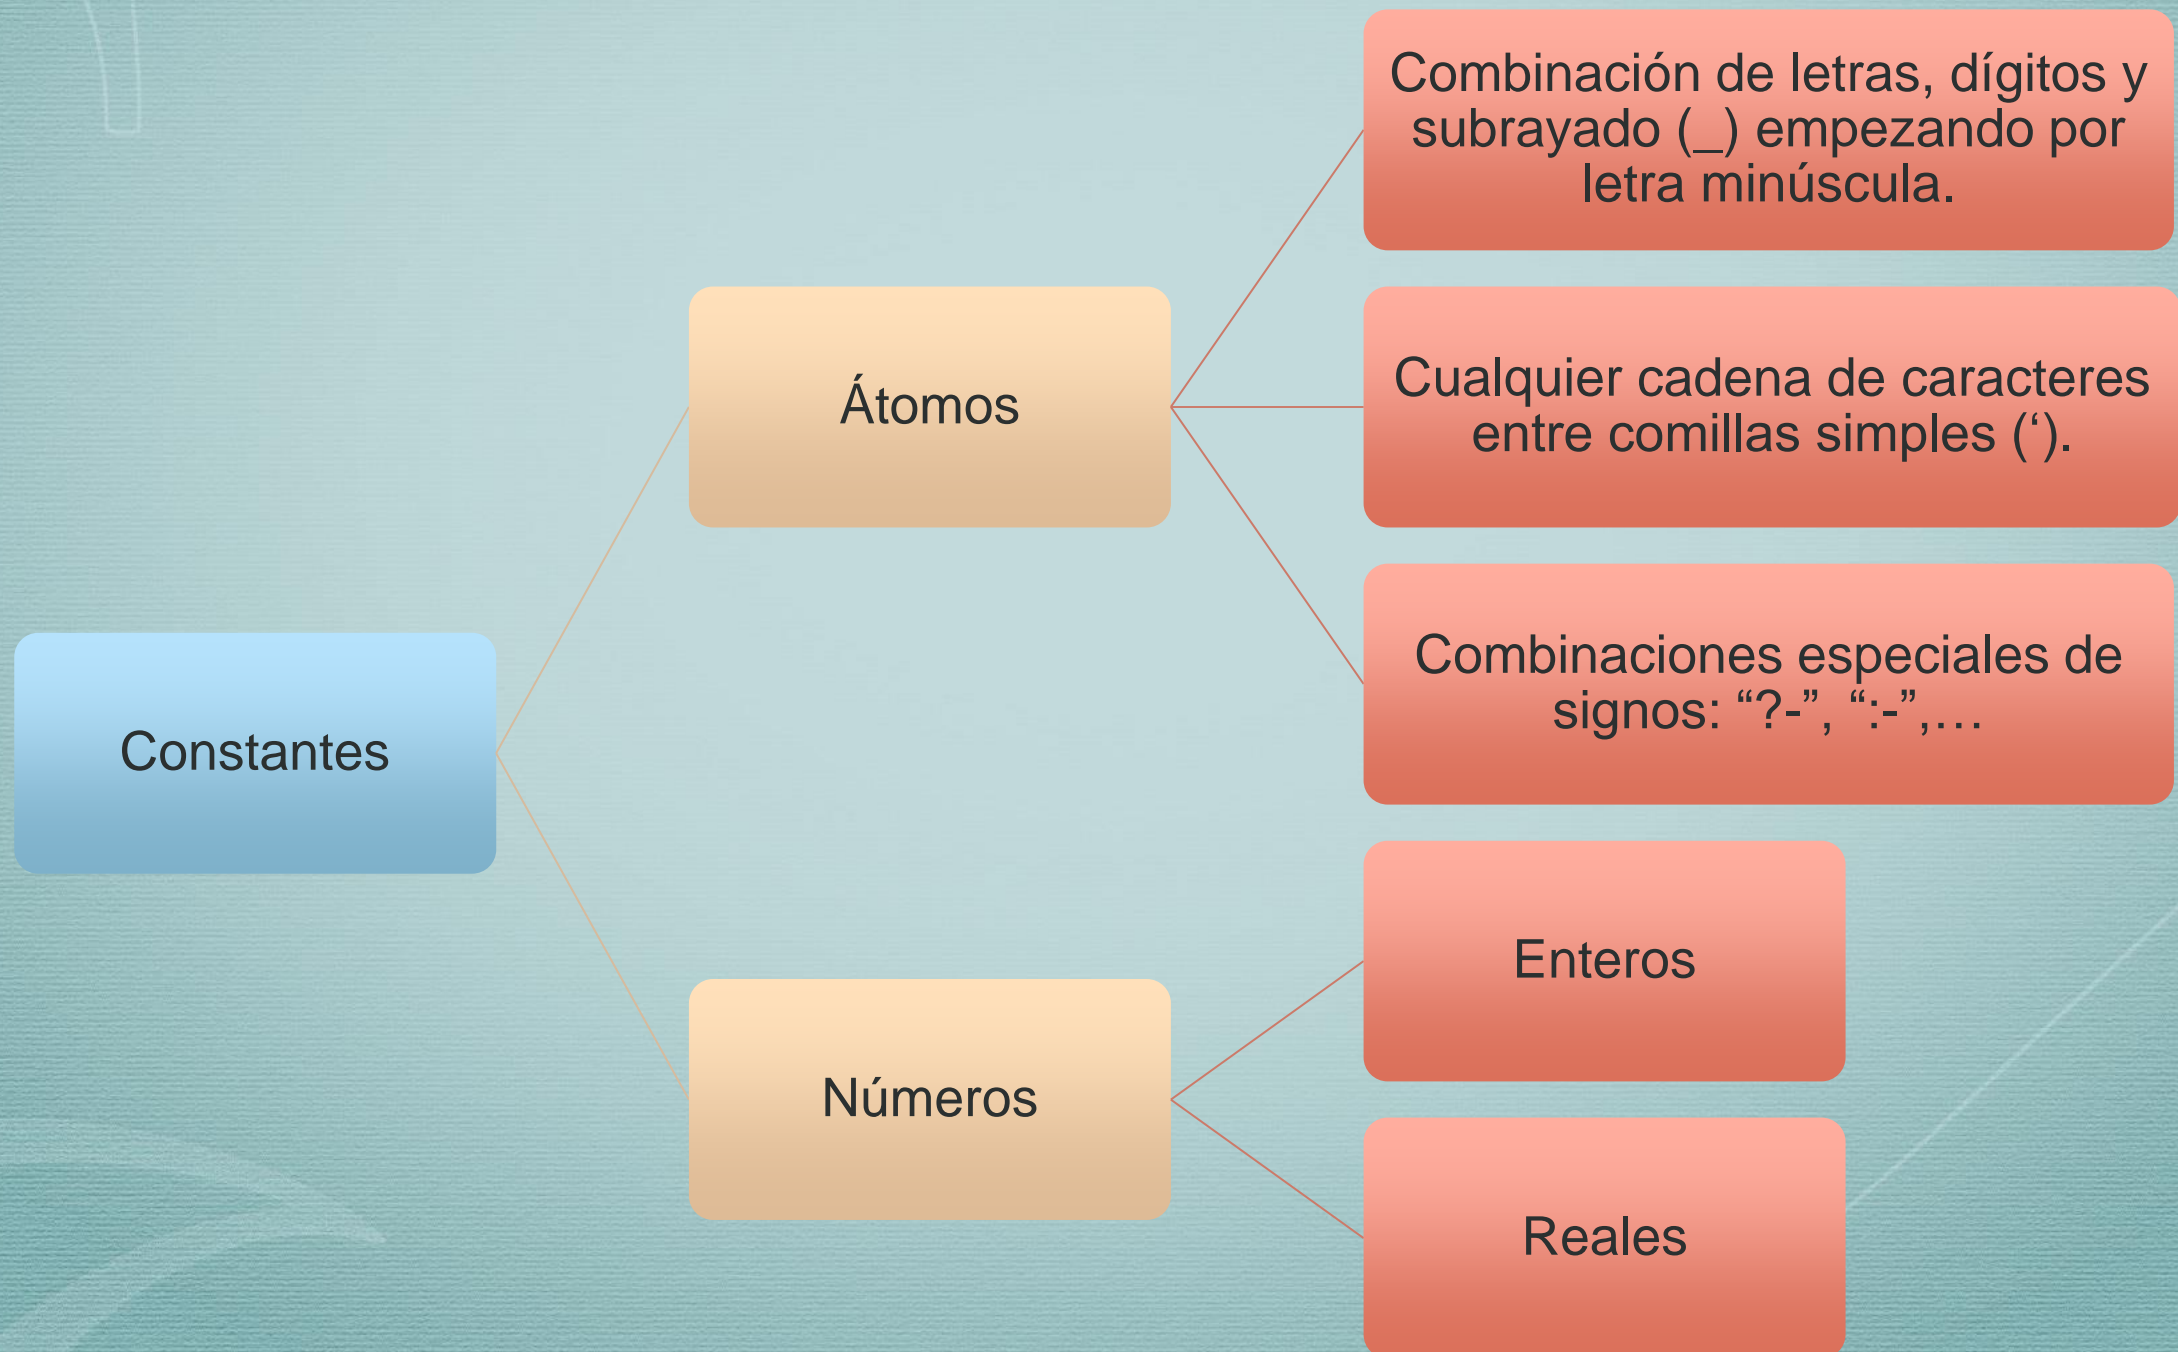 Combinación de letras, dígitos y
subrayado (_) empezando por
letra minúscula.
Átomos
Cualquier cadena de caracteres
entre comillas simples (‘).
Combinaciones especiales de
signos: “?-”, “:-”,…
Constantes
Enteros
Números
Reales